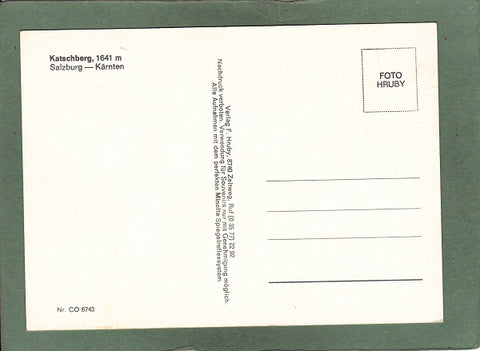 Katschberg, 1641 m
Salzburg — Kärnten
FOTO
HRUBY
Verlag F. Hruby, 8740 Zeltweg, Ruf (0 35 77) 22 92
Nachdruck verboten. Verwendung für Souvenirs nur mit Genehmigung möglich.
Alle Aufnahmen mit dem perfekten Minolta Spiegelreflexsystem
Nr. CO 6743